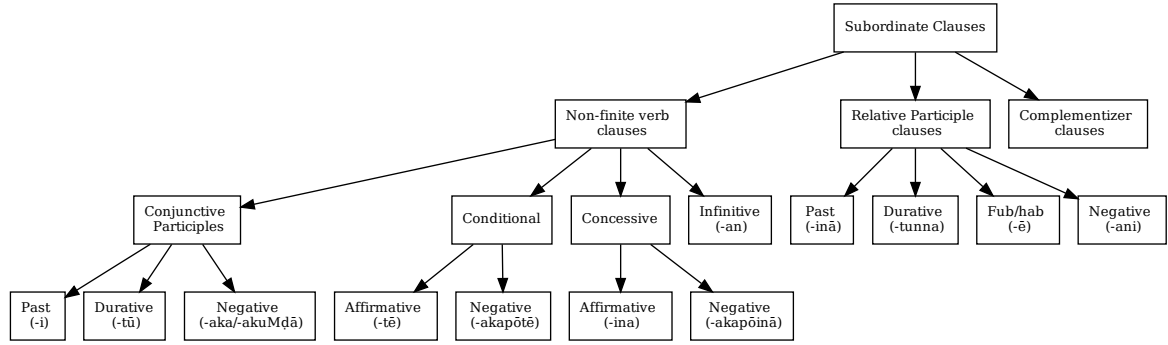 Subordinate Clauses
Non-finite verb
clauses
Relative Participle
clauses
Complementizer
clauses
Conjunctive
Participles
Conditional
Concessive
Infinitive
(-an)
Past
(-inā)
Durative
(-tunna)
Fub/hab
(-ē)
Negative
(-ani)
Past
(-i)
Durative
(-tū)
Negative
(-aka/-akuMḍā)
Affirmative
(-tē)
Negative
(-akapōtē)
Affirmative
(-ina)
Negative
(-akapōinā)